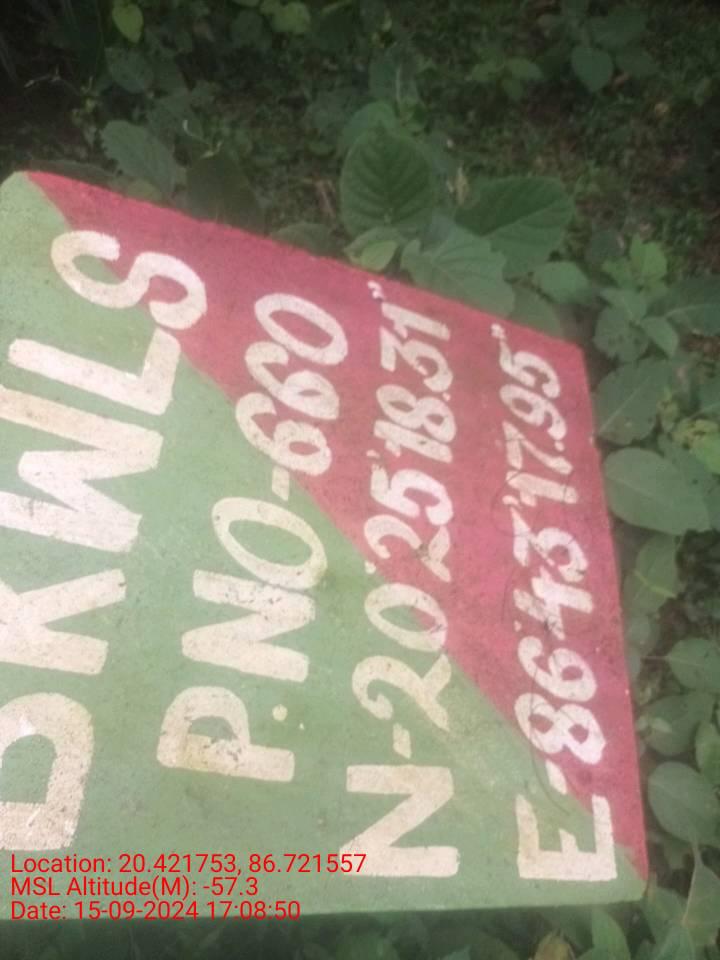 BKWLS
P.NO-660
N-20°25'18.31"
E-86°43'17.95"
Location: 20.421753, 86.721557
MSL Altitude(M): -57.3
Date: 15-09-2024 17:08:50